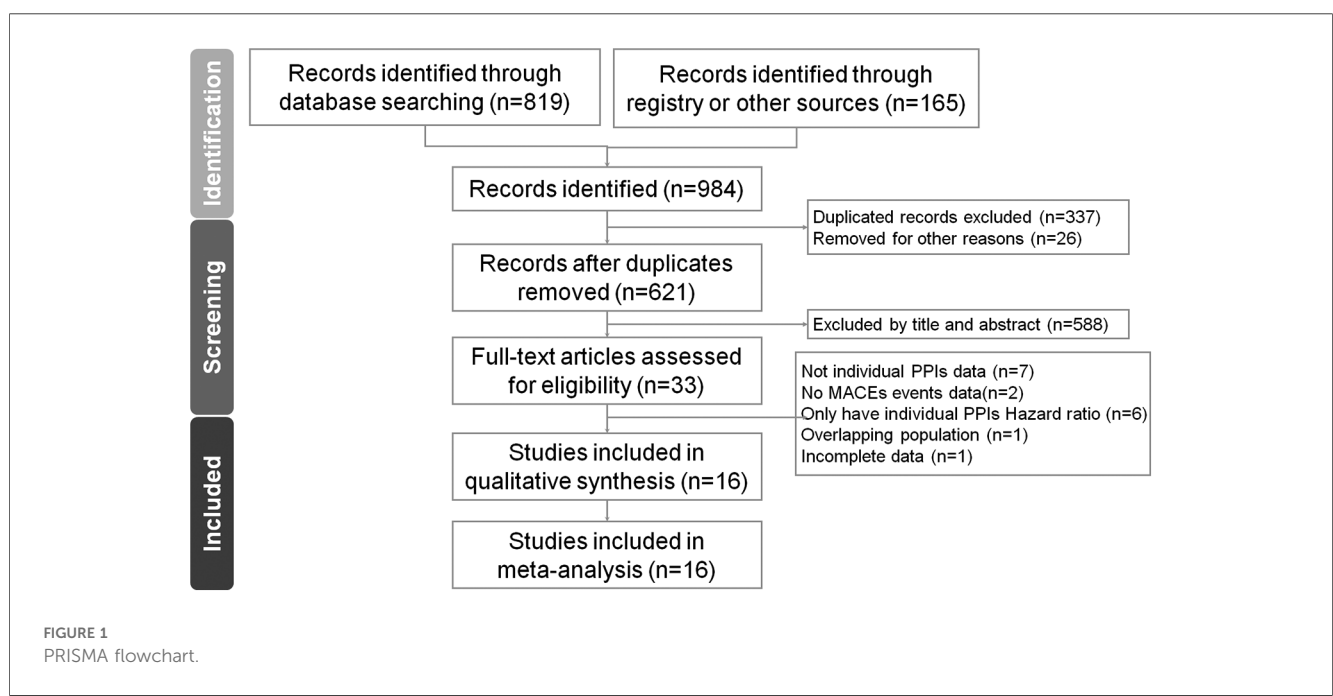 Identification
Records identified through
database searching (n=819)
Records identified through
registry or other sources (n=165)
Records identified (n=984)
Duplicated records excluded (n=337)
Removed for other reasons (n=26)
Screening
Records after duplicates
removed (n=621)
Excluded by title and abstract (n=588)
Full-text articles assessed
for eligibility (n=33)
Not individual PPIs data (n=7)
No MACEs events data(n=2)
Only have individual PPIs Hazard ratio (n=6)
Overlapping population (n=1)
Incomplete data (n=1)
Included
Studies included in
qualitative synthesis (n=16)
Studies included in
meta-analysis (n=16)
FIGURE 1
PRISMA flowchart.